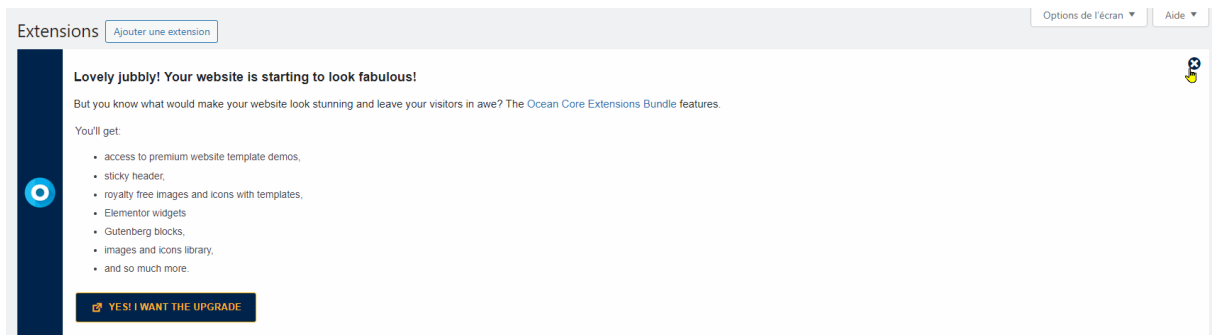 Options de l'écran ▼
Aide ▼
Extensions
Ajouter une extension
Lovely jubbly! Your website is starting to look fabulous!
But you know what would make your website look stunning and leave your visitors in awe? The Ocean Core Extensions Bundle features.
You'll get:
• access to premium website template demos,
• sticky header,
• royalty free images and icons with templates,
• Elementor widgets
• Gutenberg blocks,
• images and icons library,
• and so much more.
YES! I WANT THE UPGRADE